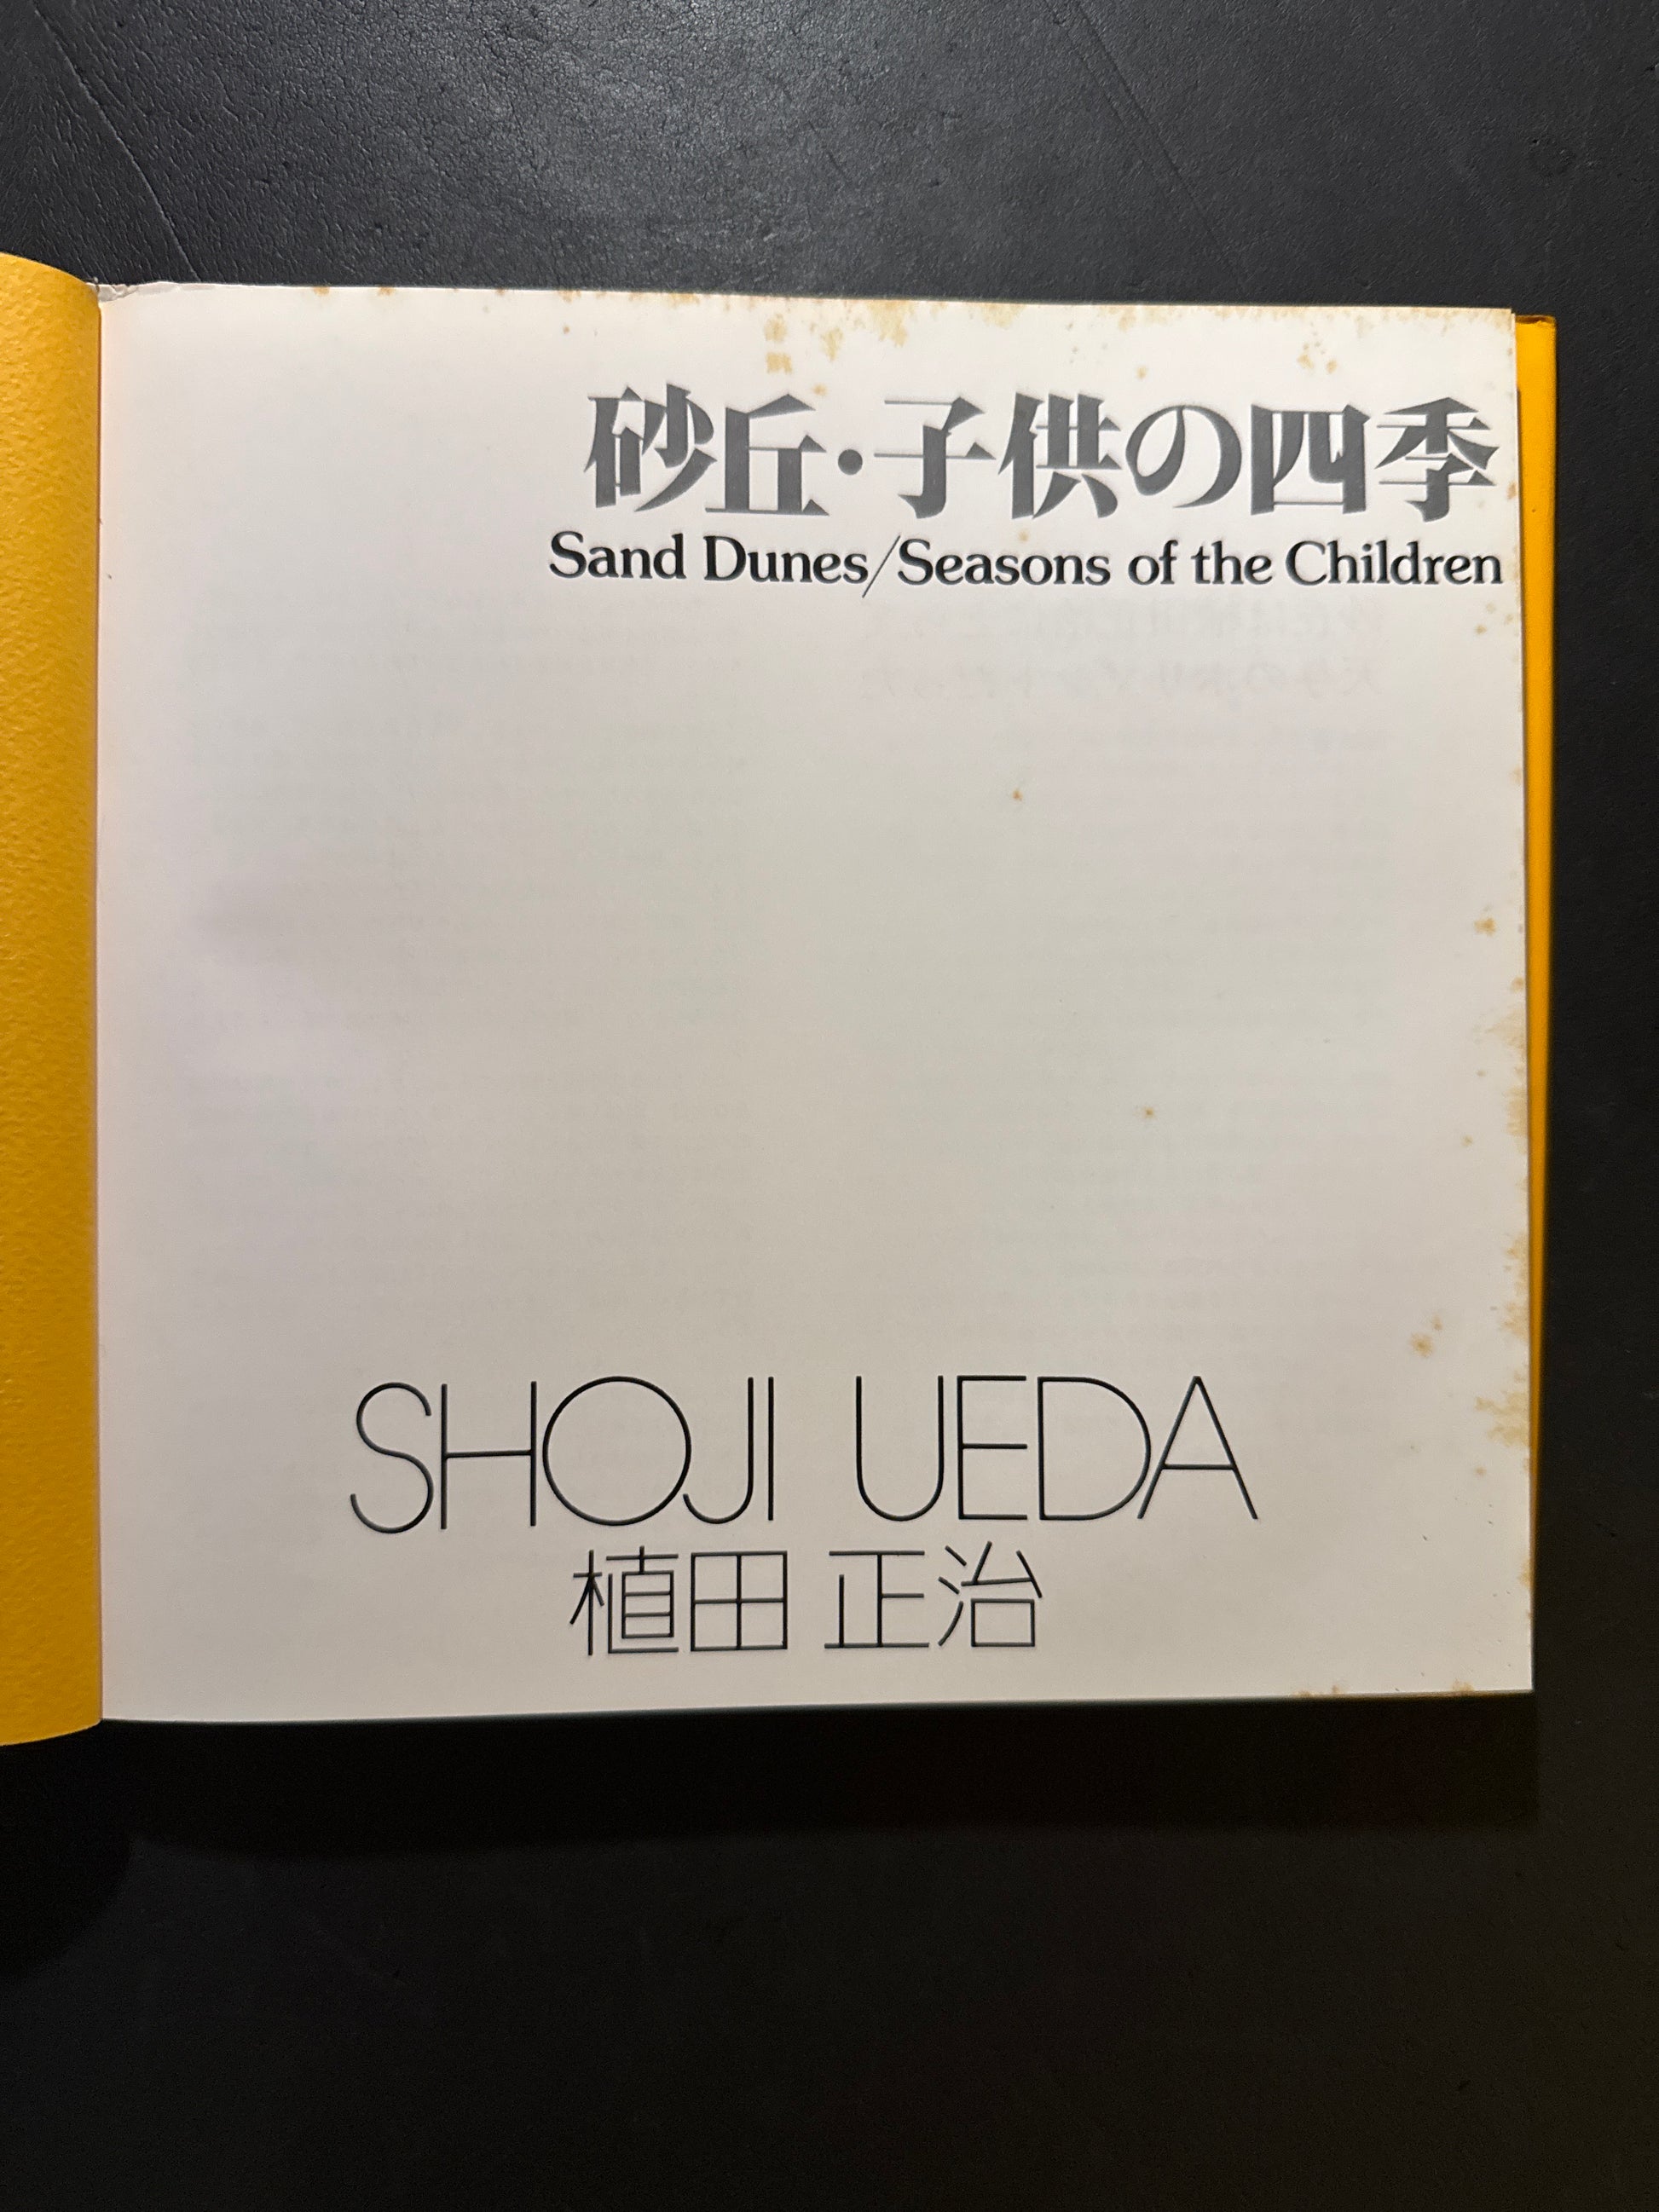 砂丘・子供の四季
Sand Dunes/Seasons of the Children
SHOJI UEDA
植田 正治